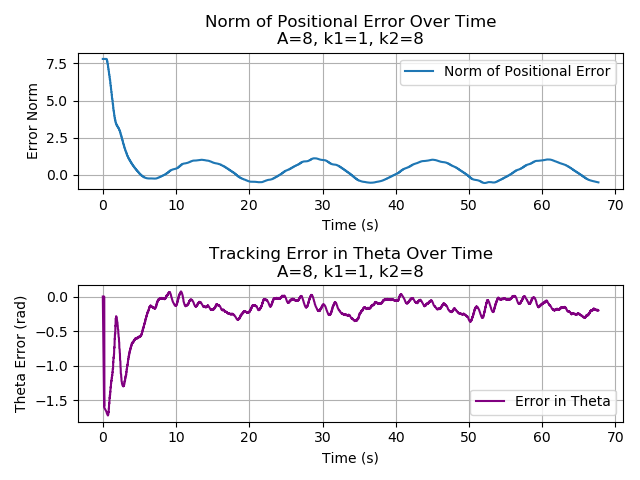 Norm of Positional Error Over Time
A=8, k1=1, k2=8
7.5
5.0
2.5
0.0
Error Norm
Norm of Positional Error
0 10 20 30 40 50 60 70
Time (s)
Tracking Error in Theta Over Time
A=8, k1=1, k2=8
0.0
−0.5
−1.0
−1.5
Theta Error (rad)
Error in Theta
0 10 20 30 40 50 60 70
Time (s)